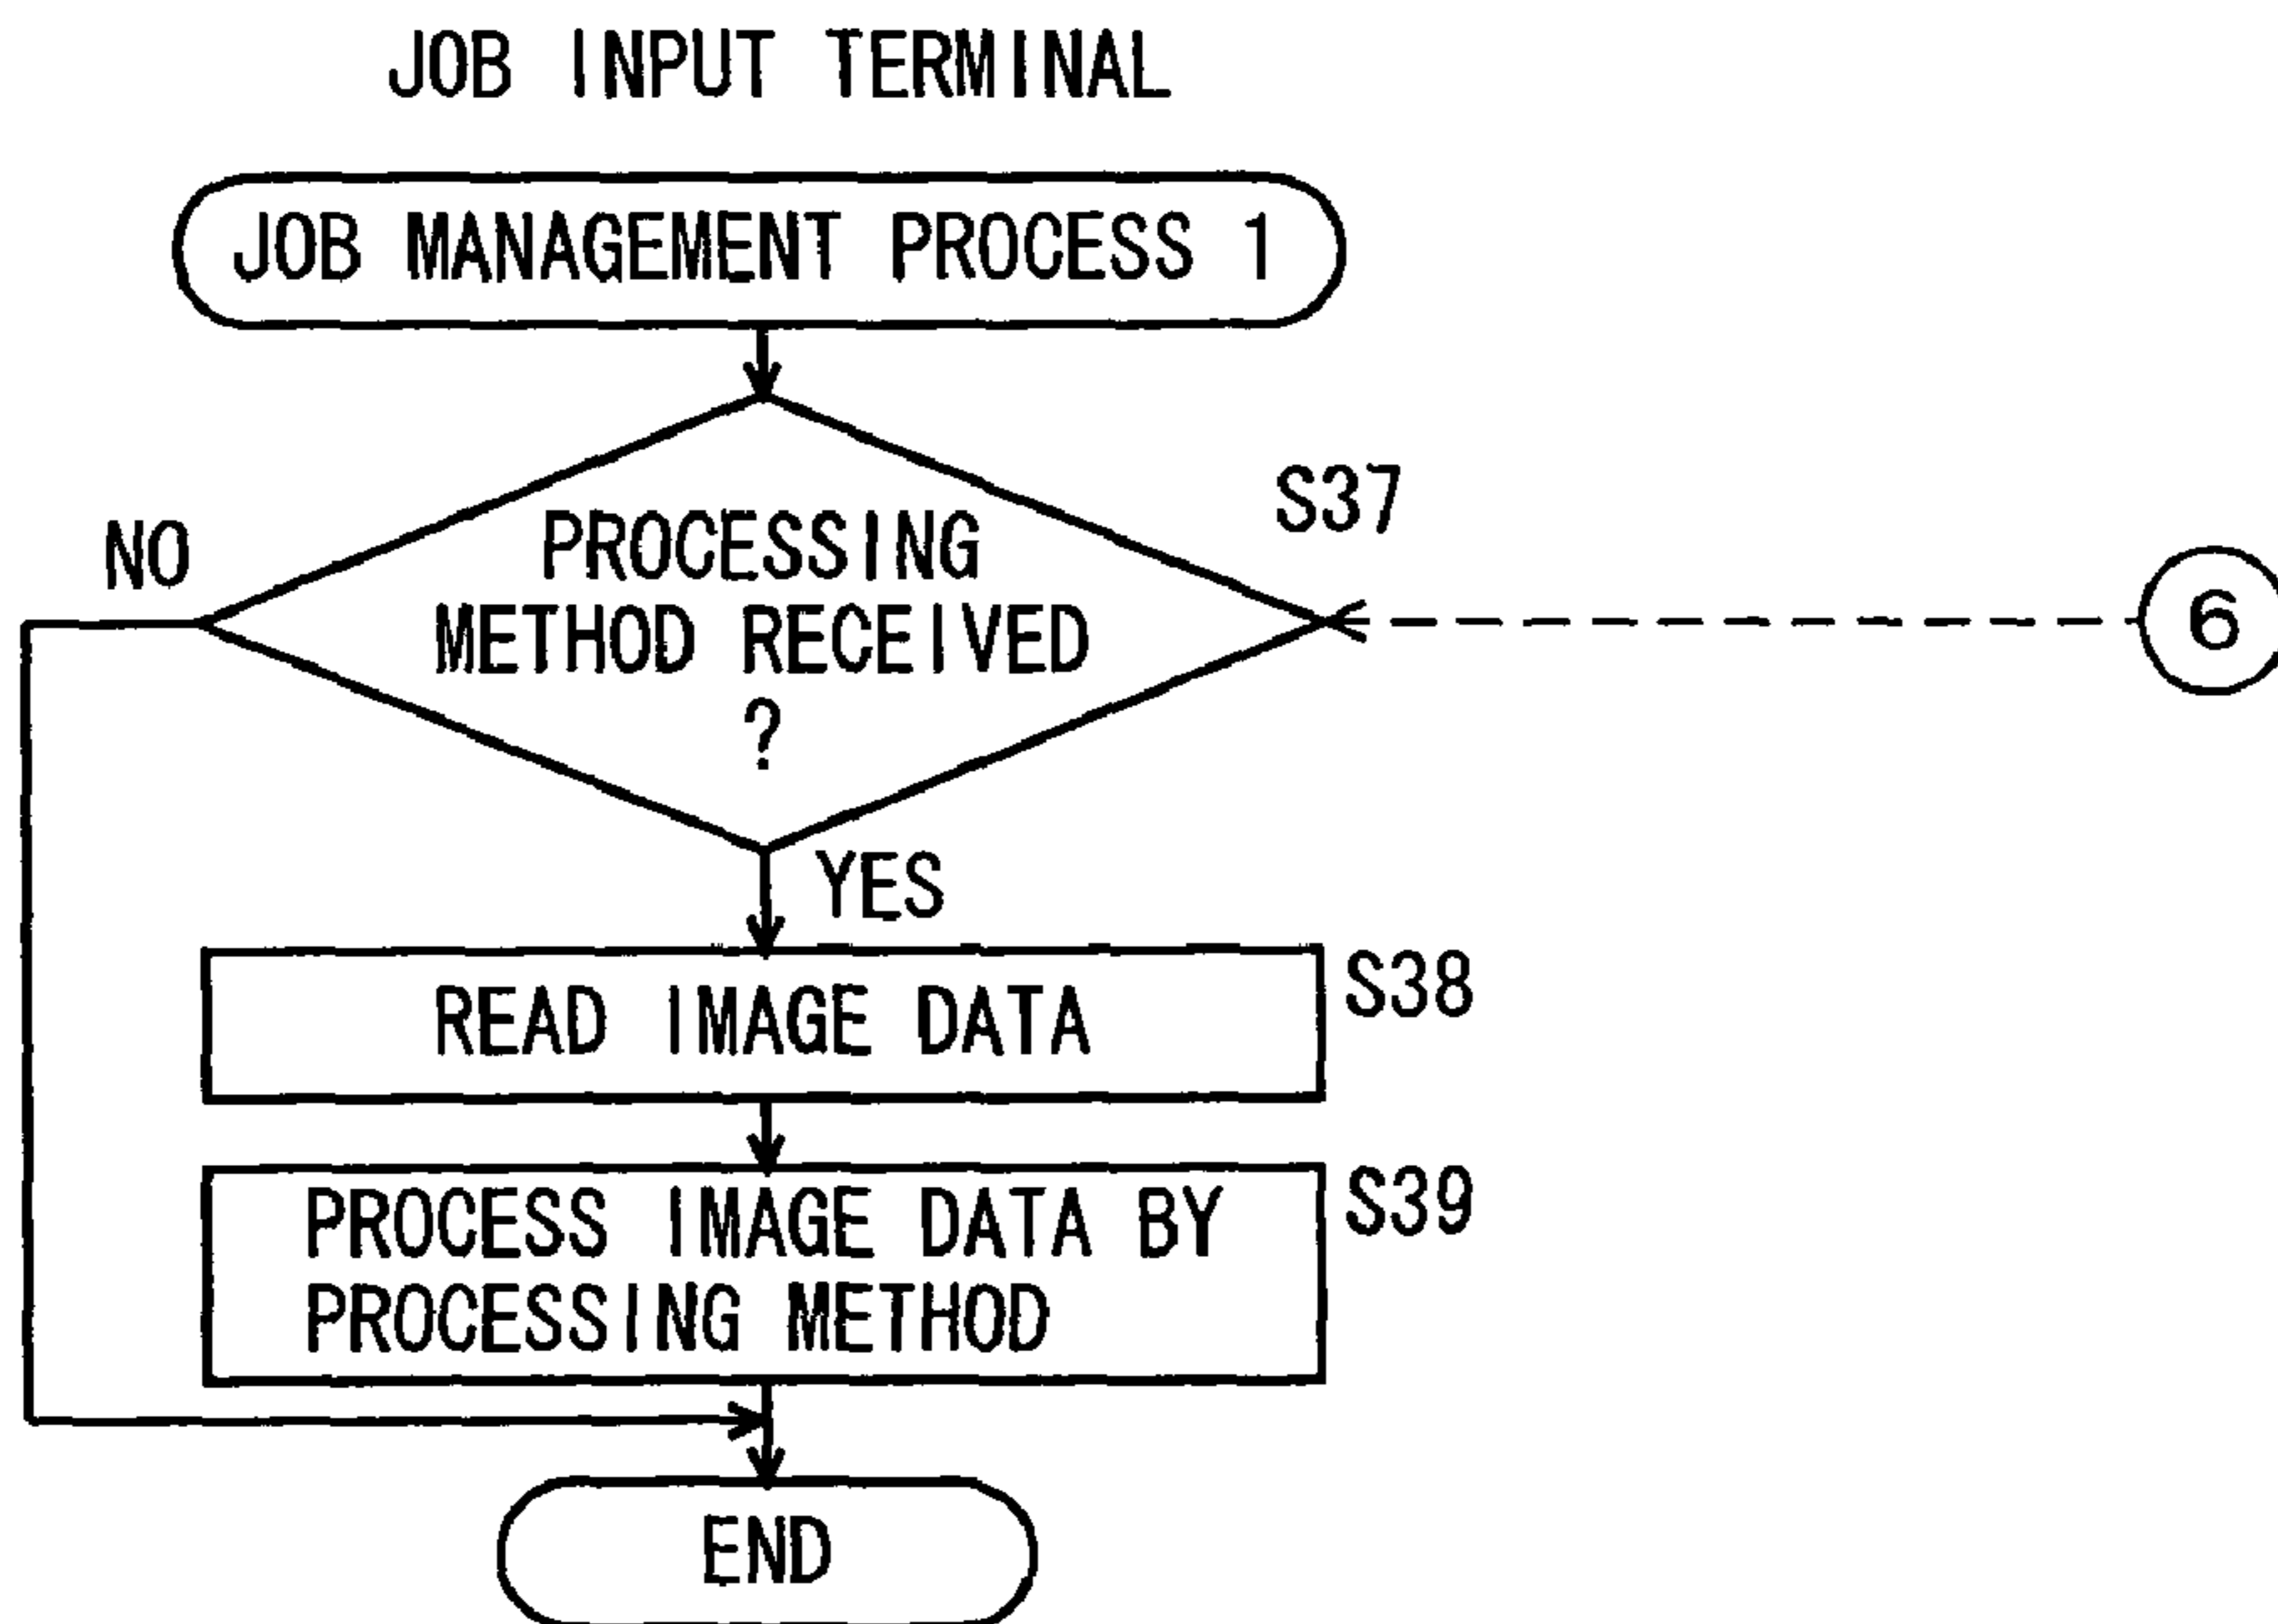 JOB INPUT TERMINAL
JOB MANAGEMENT PROCESS 1
S37
NO
PROCESSING
METHOD RECEIVED
?
6
YES
S38
READ IMAGE DATA
S39
PROCESS IMAGE DATA BY
PROCESSING METHOD
END